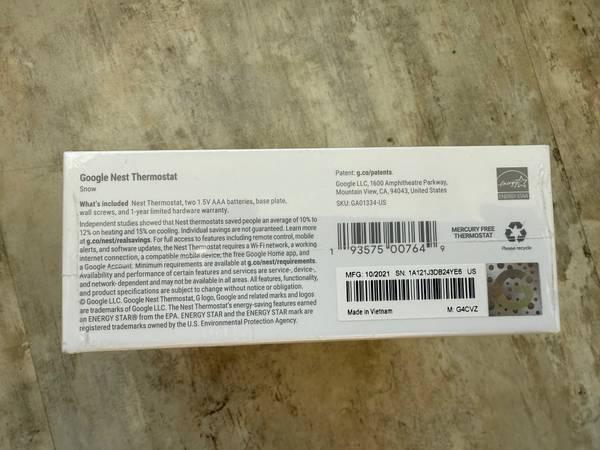 Google Nest Thermostat
Snow
What's included Nest Thermostat, two 1.5V AAA batteries, base plate,
wall screws, and 1-year limited hardware warranty.
Independent studies showed that Nest thermostats saved people an average of 10% to
12% on heating and 15% on cooling. Individual savings are not guaranteed. Learn more
at g.co/nest/realsavings. For full access to features including remote control, mobile
alerts, and software updates, the Nest Thermostat requires a Wi-Fi network, a working
internet connection, a compatible mobile device, the free Google Home app, and
a Google Account. Minimum requirements are available at g.co/nest/requirements.
Availability and performance of certain features and services are service-, device-,
and network-dependent and may not be available in all areas. All features, functionality,
and product specifications are subject to change without notice or obligation.
© Google LLC. Google Nest Thermostat, G logo, Google and related marks and logos
are trademarks of Google LLC. The Nest Thermostat's energy-saving features earned
an ENERGY STAR® from the EPA. ENERGY STAR and the ENERGY STAR mark are
registered trademarks owned by the U.S. Environmental Protection Agency.
Patent: g.co/patents.
Google LLC, 1600 Amphitheatre Parkway,
Mountain View, CA, 94043, United States
SKU: GA01334-US
energy
ENERGY STAR
1 93575 00764 9
MERCURY FREE
THERMOSTAT
Please recycle
MFG: 10/2021 SN: 1A121J3DB24YE6 US
Made in Vietnam
M: G4CVZ